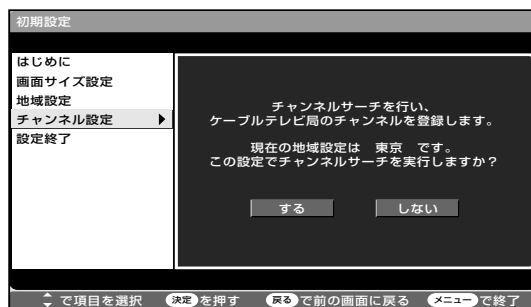 初期設定
はじめに
画面サイズ設定
地域設定
チャンネル設定
設定終了
チャンネルサーチを行い、
ケーブルテレビ局のチャンネルを登録します。
現在の地域設定は 東京 です。
この設定でチャンネルサーチを実行しますか？
する しない
で項目を選択 決定 を押す 戻る で前の画面に戻る メニュー で終了